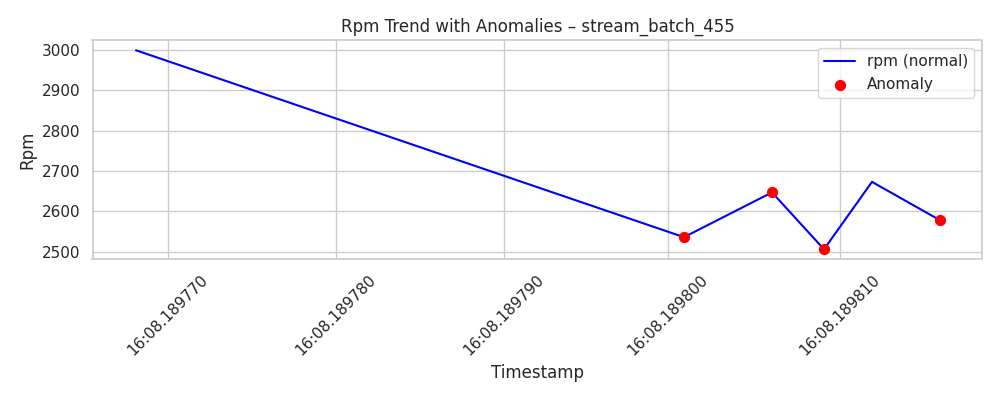 Rpm Trend with Anomalies – stream_batch_455
rpm (normal)
Anomaly
Rpm
3000
2900
2800
2700
2600
2500
16:08.189770
16:08.189780
16:08.189790
16:08.189800
16:08.189810
Timestamp